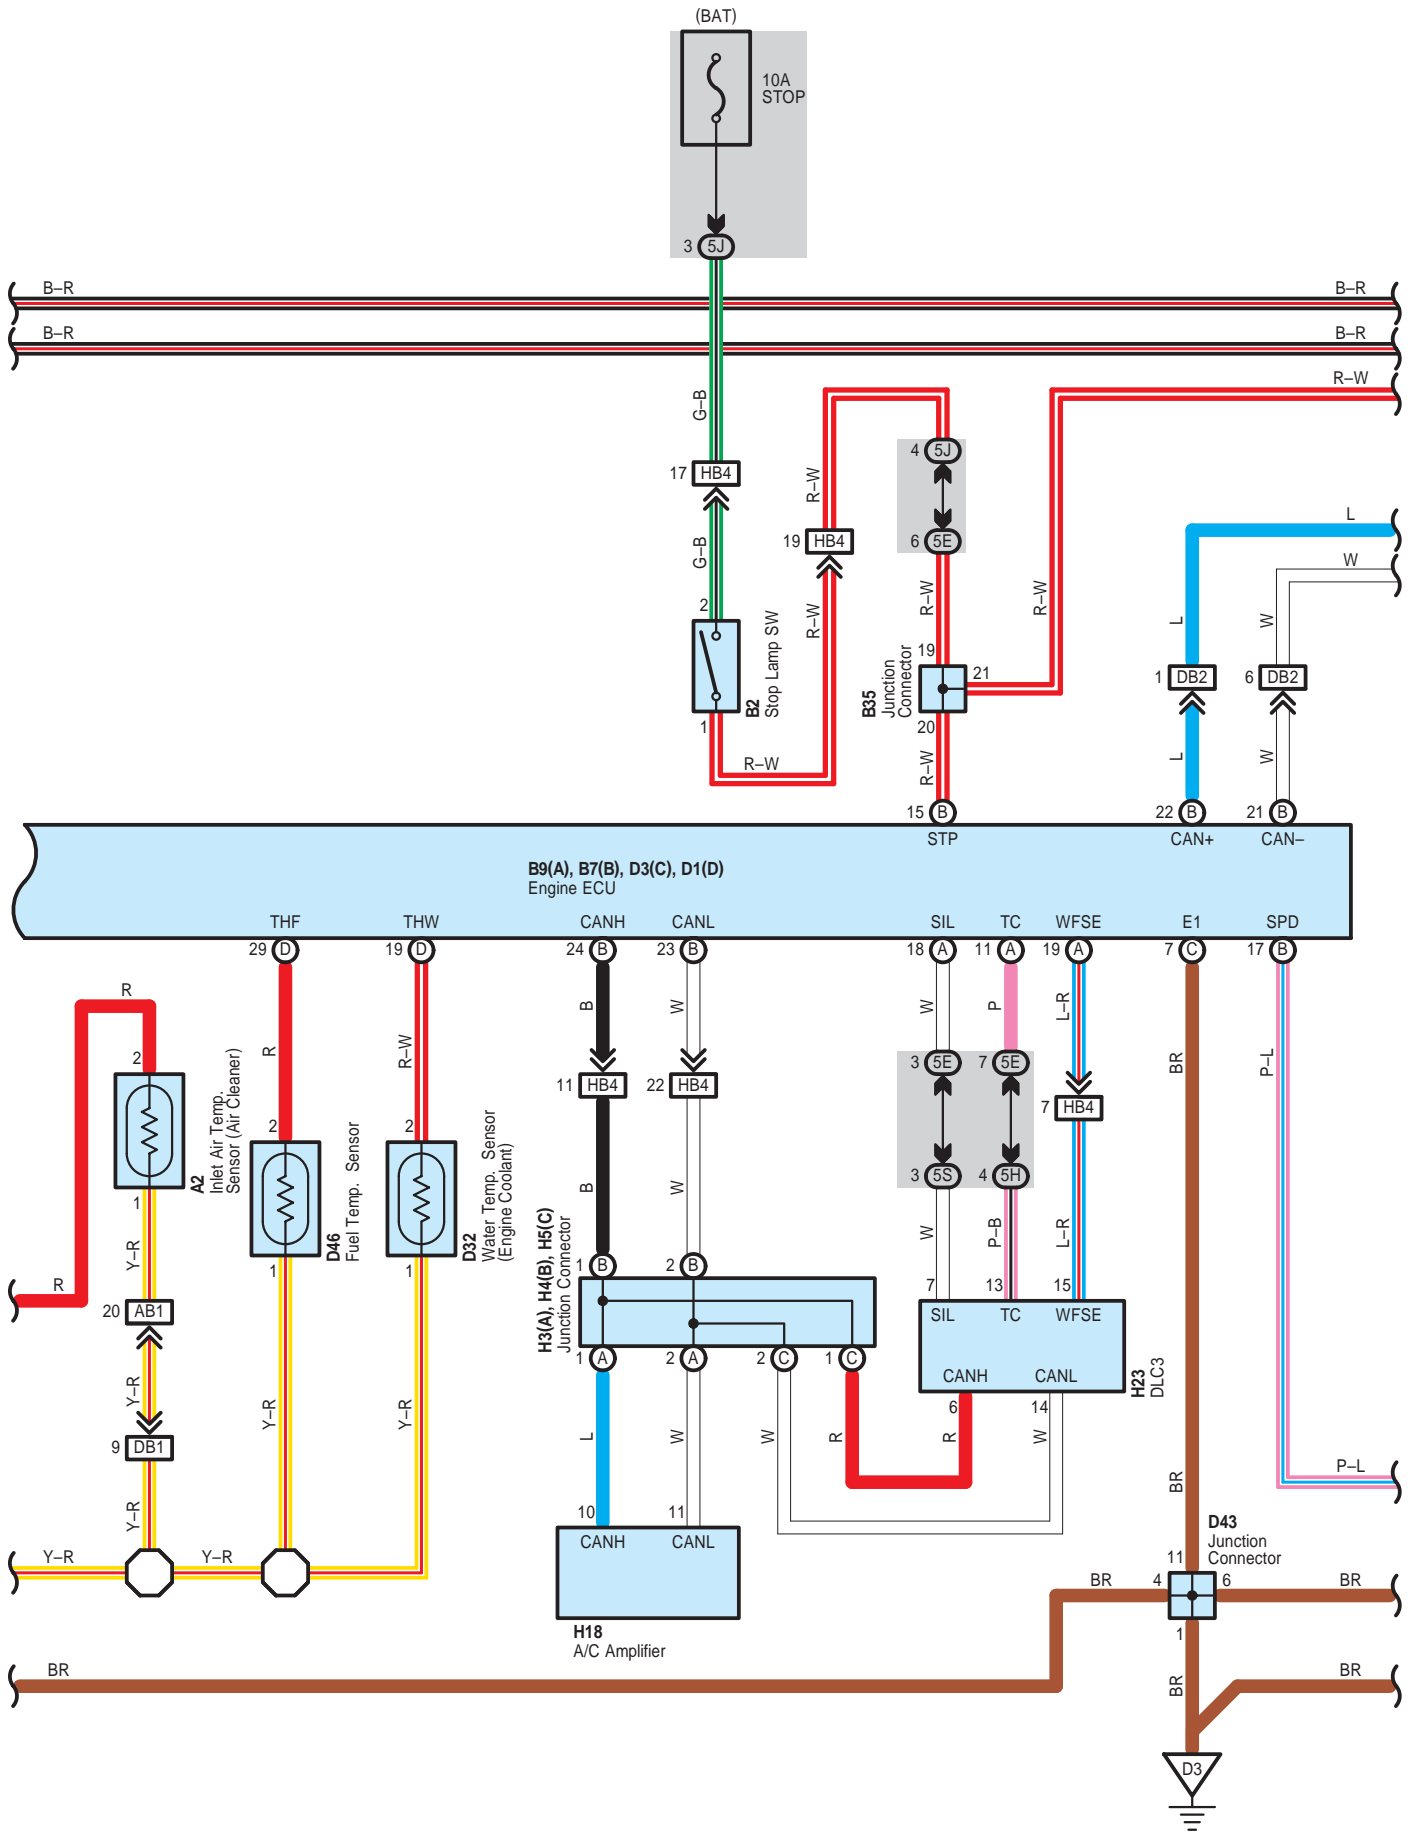 (BAT)
10A
STOP
3 5J
B–R B–R
B–R B–R
R–W
G–B
4 5J
17 HB4
R–W
L
19 HB4
6 5E
G–B
W
2
R–W
R–W
R–W
L
W
Stop Lamp SW
B2
19
21
B35
Junction
Connector
1 DB2
6 DB2
1
20
R–W
R–W
L
W
15 B
22 B
21 B
STP
CAN+
CAN–
B9(A), B7(B), D3(C), D1(D)
Engine ECU
THF
THW
CANH
CANL
SIL
TC
WFSE
E1
SPD
29 D
19 D
24 B
23 B
18 A
11 A
19 A
7 C
17 B
R
R
R–W
B
W
W
P
L–R
BR
P–L
2
3 5E
7 5E
11 HB4
22 HB4
7 HB4
A2
Inlet Air Temp.
Sensor (Air Cleaner)
2
2
D46
Fuel Temp. Sensor
D32
Water Temp. Sensor
(Engine Coolant)
3 5S
4 5H
1
B
W
Y–R
W
P–B
L–R
1
1
1 B
2 B
R
7
13
15
20 AB1
H3(A), H4(B), H5(C)
Junction Connector
SIL
TC
WFSE
1 A
2 A
2 C
1 C
CANH
CANL
H23
DLC3
Y–R
Y–R
Y–R
6
14
9 DB1
L
W
W
R
R
W
P–L
BR
Y–R
10
11
D43
Junction
Connector
CANH
CANL
Y–R
Y–R
11
BR
4
6
BR
H18
A/C Amplifier
1
BR
BR
BR
D3